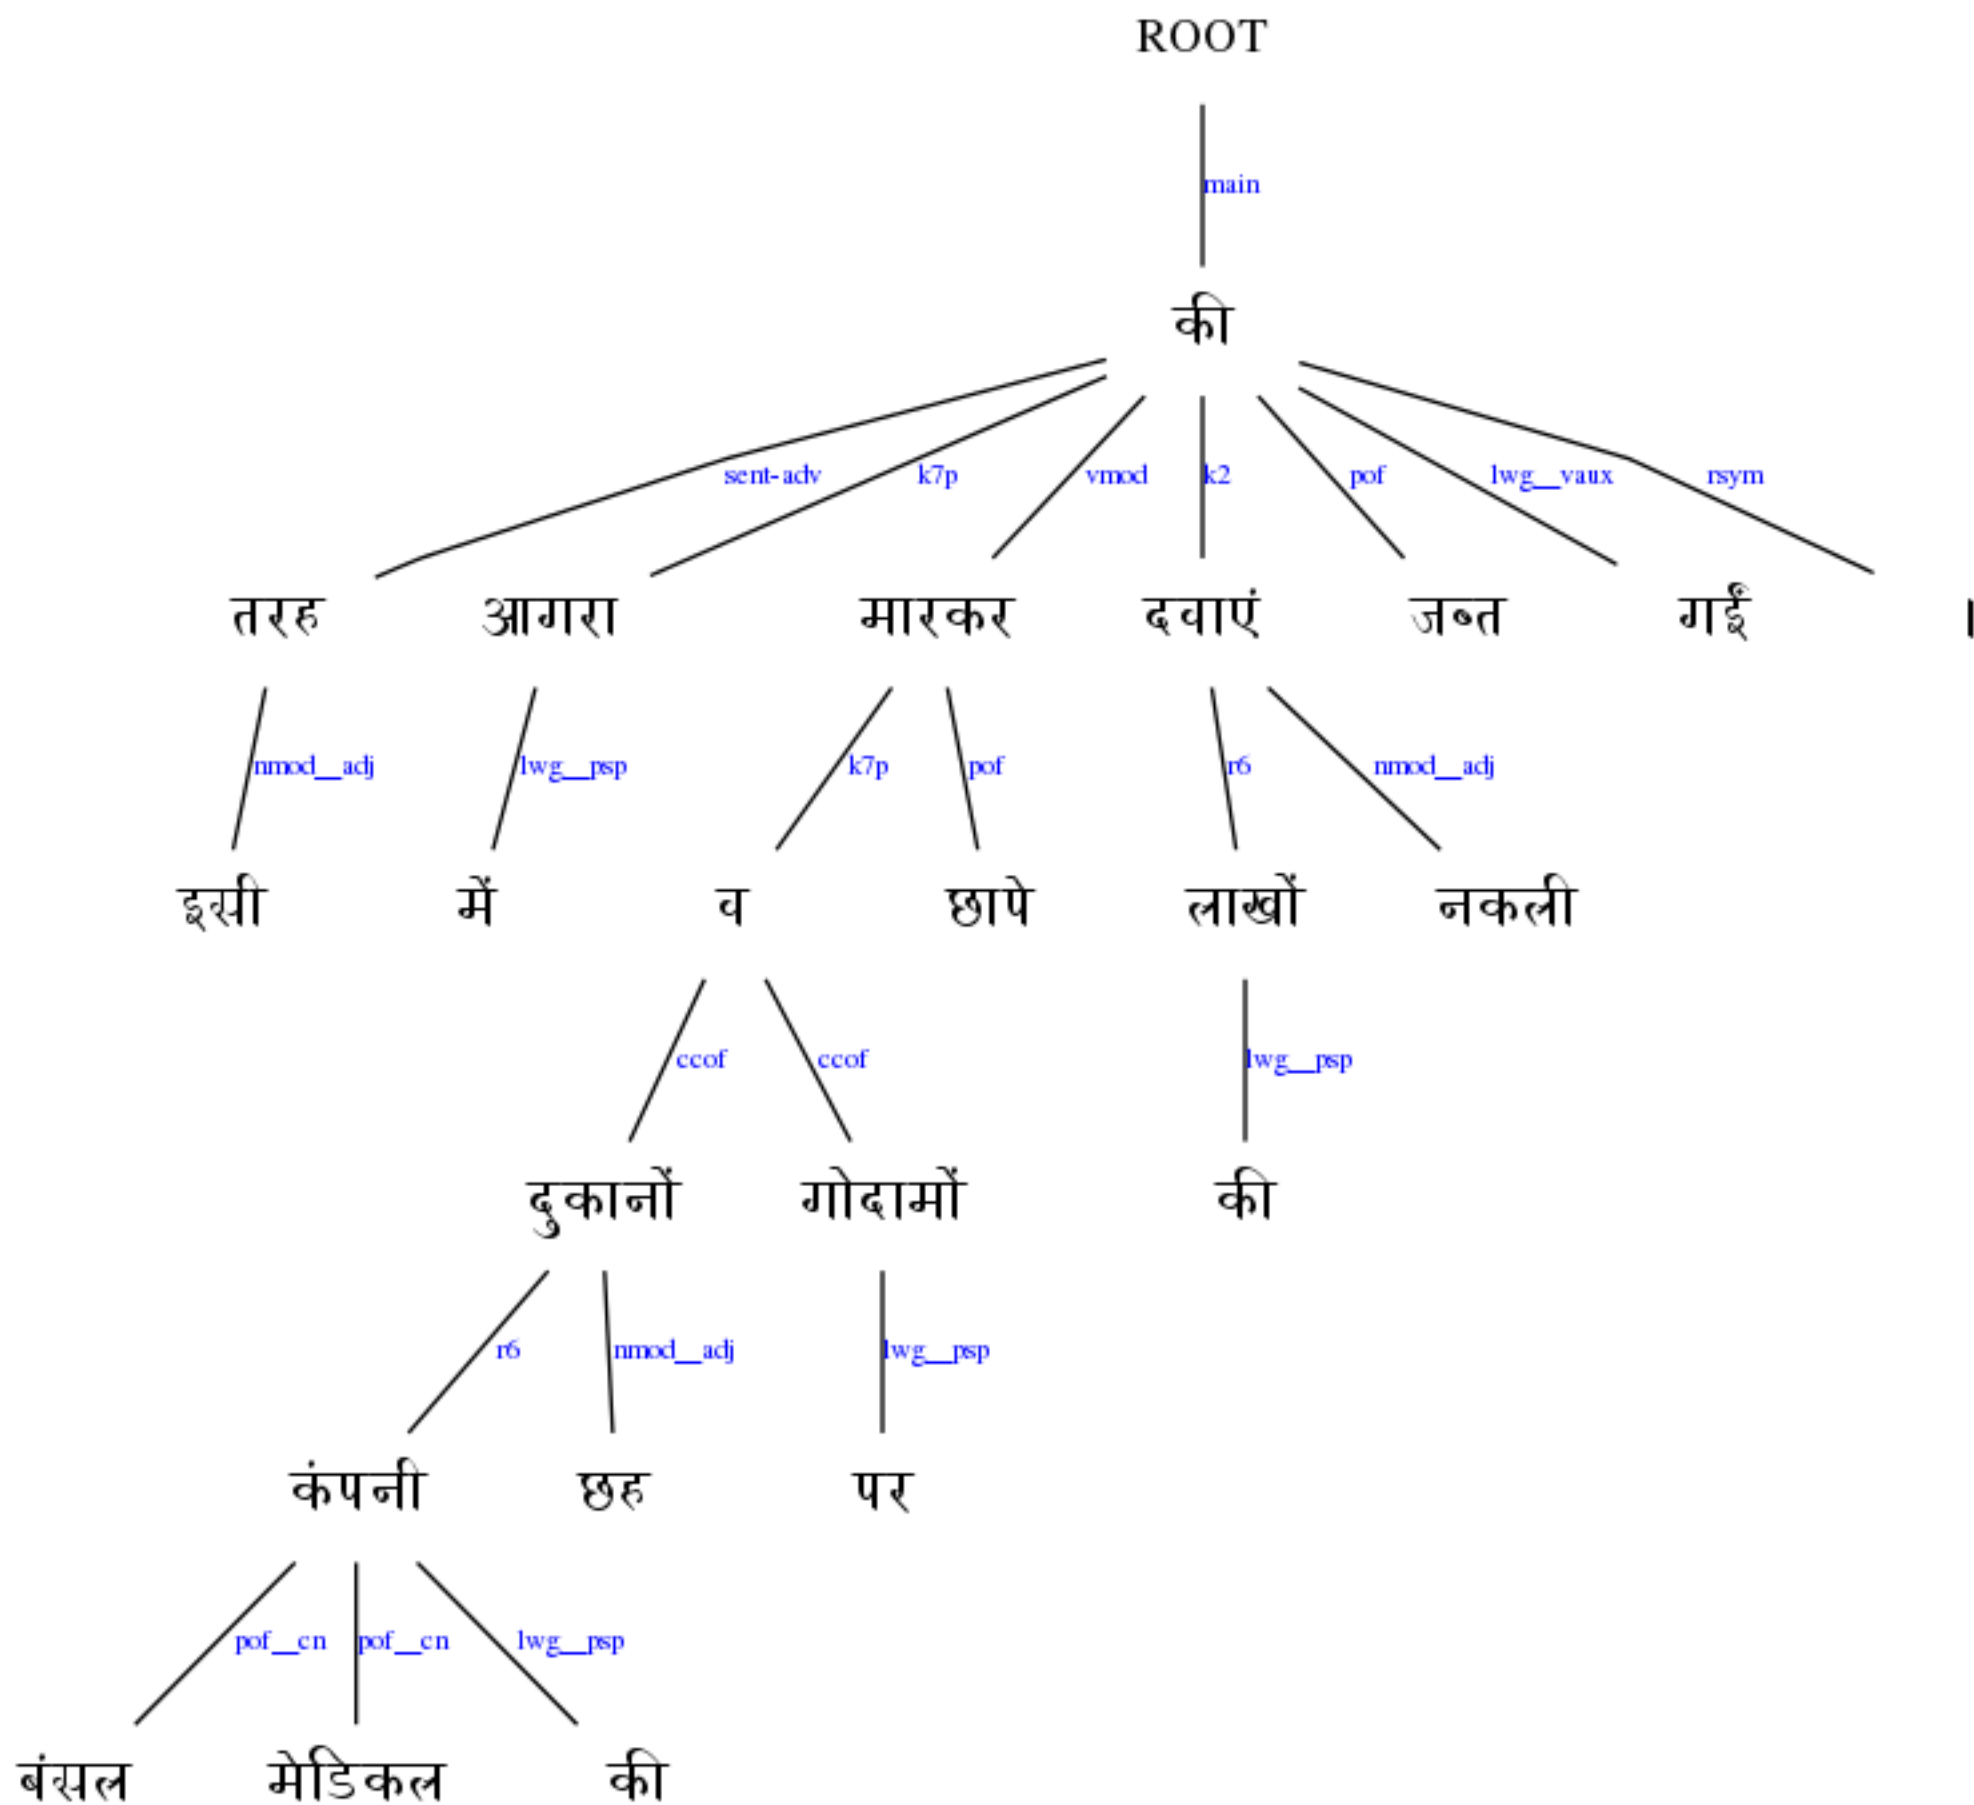 ROOT
main
की
sent-adv k7p vmod k2 pof lwg__vaux rsym
तरह आगरा मारकर दवाएं जब्त गईं ।
nmod__adj lwg__psp k7p pof r6 nmod__adj
इसी में व छापे लाखों नकली
ccof ccof lwg__psp
दुकानों गोदामों की
r6 nmod__adj lwg__psp
कंपनी छह पर
pof__cn pof__cn lwg__psp
बंसल मेडिकल की